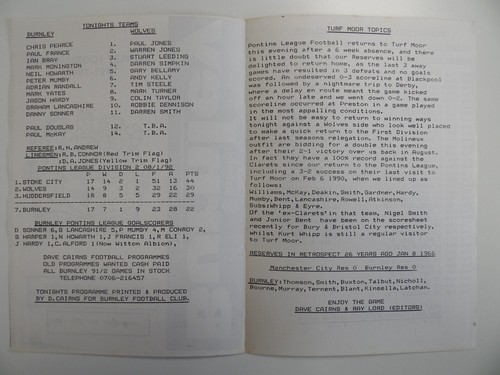 TONIGHTS TEAMS
BURNLEY WOLVES
CHRIS PEARCE 1. PAUL JONES
PAUL FRANCE 2. WARREN JONES
IAN BRAY 3. STUART LEEDING
MARK MONINGTON 4. DARREN SIMPKIN
NEIL HOWARTH 5. GARY BELLAMY
PETER MUMBY 6. ANDY KELLY
ADRIAN RANDALL 7. TIM STEELE
MARK YATES 8. MARK TURNER
JASON HARDY 9. COLIN TAYLOR
GRAHAM LANCASHIRE 10. ROBBIE DENNISON
DANNY SONNER 11. DARREN SMITH
PAUL DOUGLAS 12. T.B.A.
PAUL McKAY 14. T.B.A.
REFEREE:R.H.ANDREW
LINESMEN:R.B.CONNOR(Red Trim Flag)
:D.A.JONES(Yellow Trim Flag)
PONTINS LEAGUE DIVISION 2 08/1/92
P W D L F A PTS
1.STOKE CITY 17 14 2 1 51 13 44
2.WOLVES 14 9 3 2 32 16 30
3.HUDDERSFIELD 18 8 5 5 29 22 29
7.BURNLEY 17 7 1 9 23 28 22
BURNLEY PONTINS LEAGUE GOALSCORERS
D SONNER 6,G LANCASHIRE 5,P MUMBY 4,M CONROY 2,
S HARPER 1,N HOWARTH 1,J FRANCIS 1,R ELI 1,
J HARDY 1,C.ALFORD 1(Now Witton Albion),
DAVE CAIRNS FOOTBALL PROGRAMMES
OLD PROGRAMMES WANTED CASH PAID
ALL BURNLEY 91/2 GAMES IN STOCK
TELEPHONE 0706-216457
TONIGHTS PROGRAMME PRINTED & PRODUCED
BY D.CAIRNS FOR BURNLEY FOOTBALL CLUB.
TURF MOOR TOPICS
Pontins League Football returns to Turf Moor
this evening after a 6 week absence, and there
is little doubt that our Reserves will be
delighted to return home, as the last 3 away
games have resulted in 3 defeats and no goals
scored. An undeserved 0-3 scoreline at Blackpool
was followed by a nightmare trip to Derby,
where a delay en route meant the game kicked
off an hour late and we went down 0-2. The same
scoreline occurred at Preston in a game played
in the most appalling conditions.
It will not be easy to return to winning ways
tonight against a Wolves side who look well placed
to make a quick return to the First Division
after last seasons relegation. The Molineux
outfit are bidding for a double this evening
after their 2-1 victory over us back in August.
In fact they have a 100% record against the
Clarets since our return to the Pontins League,
including a 3-2 success on their last visit to
Turf Moor on Feb 6 1990, when we lined up as
follows:
Williams,McKay,Deakin,Smith,Gardner,Hardy,
Mumby,Bent,Lancashire,Rowell,Atkinson,
Subs:Whipp & Eyre.
Of the 'ex-Clarets'in that team, Nigel Smith
and Junior Bent have been on the scoresheet
recently for Bury & Bristol City respectively,
whilst Kurt Whipp is still a regular visitor
to Turf Moor.
RESERVES IN RETROSPECT 26 YEARS AGO JAN 8 1966
Manchester City Res 0 Burnley Res 0
BURNLEY:Thomson,Smith,Buxton,Talbut,Nicholl,
Bourne,Murray,Ternent,Blant,Kinsella,Latchan.
ENJOY THE GAME
DAVE CAIRNS & RAY LORD (EDITORS)